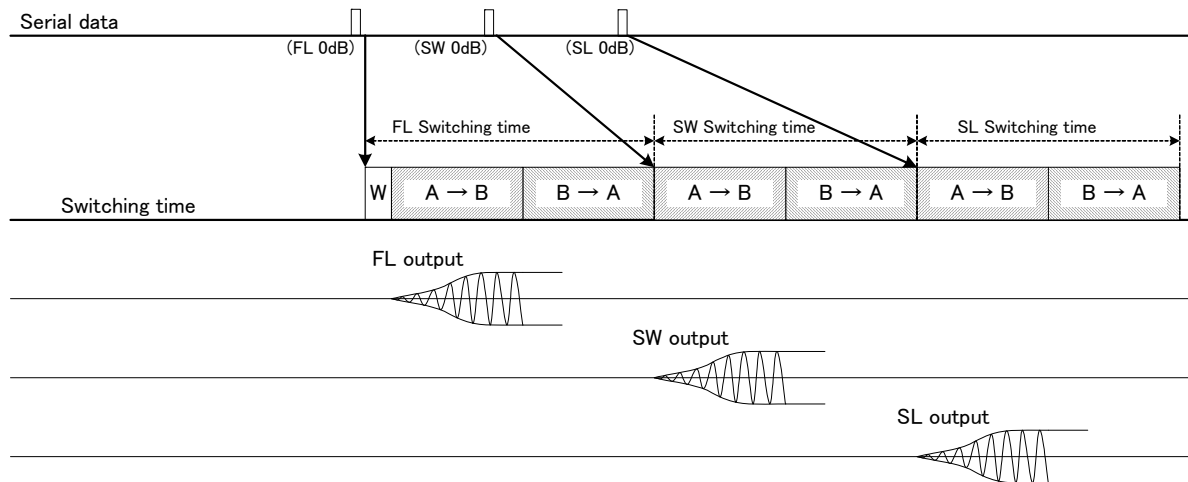 Serial data
(FL 0dB) (SW 0dB) (SL 0dB)
FL Switching time SW Switching time SL Switching time
W A → B B → A A → B B → A A → B B → A
Switching time
FL output
SW output
SL output